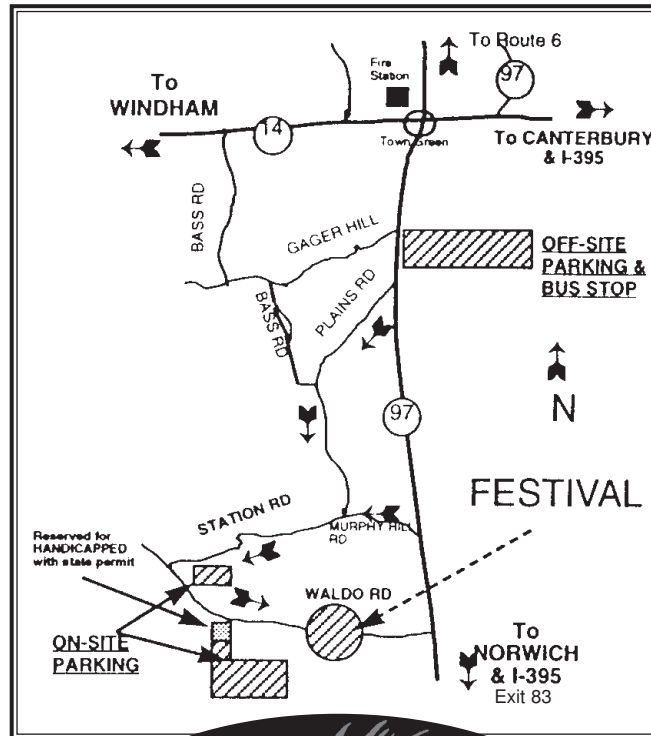 To Route 6
Fire
Station
97
To
WINDHAM
14
Town Green
To CANTERBURY
& I-395
BASS RD
GAGER HILL
OFF-SITE
PARKING &
BUS STOP
BASS RD
PLAINS RD
N
97
FESTIVAL
STATION RD
MURPHY HILL
RD
Reserved for
HANDICAPPED
with state permit
WALDO RD
ON-SITE
PARKING
To
NORWICH
& I-395
Exit 83